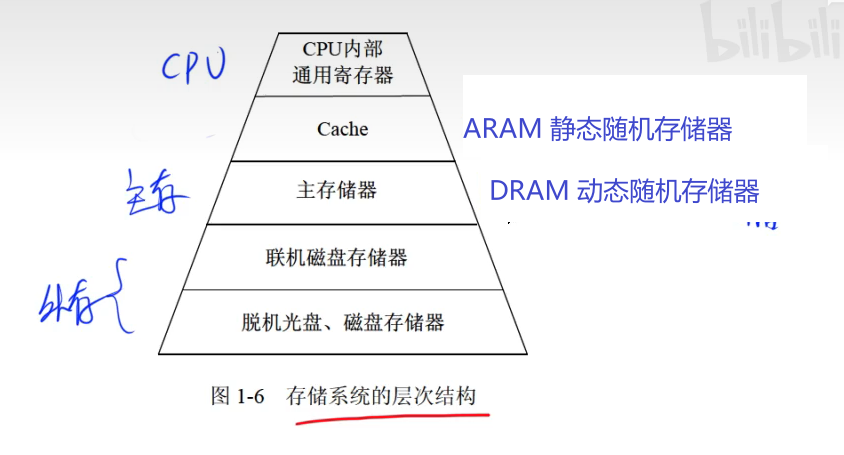 bilibili
CPU
CPU内部
通用寄存器
Cache
ARAM 静态随机存储器
主存
主存储器
DRAM 动态随机存储器
联机磁盘存储器
外存
脱机光盘、磁盘存储器
图 1-6 存储系统的层次结构